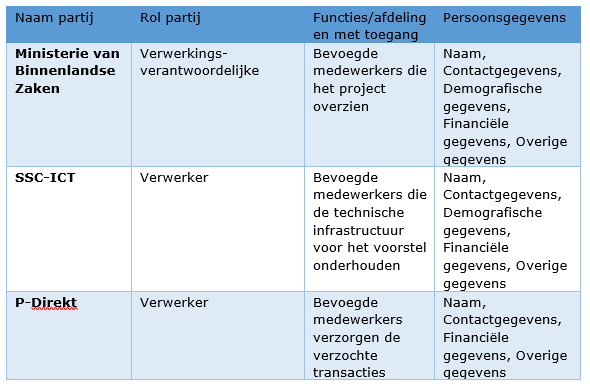 Naam partij
Rol partij
Functies/afdeling
en met toegang
Persoonsgegevens
Ministerie van
Binnenlandse
Zaken
Verwerkings-
verantwoordelijke
Bevoegde
medewerkers die
het project
overzien
Naam,
Contactgegevens,
Demografische
gegevens,
Financiële
gegevens, Overige
gegevens
SSC-ICT
Verwerker
Bevoegde
medewerkers die
de technische
infrastructuur
voor het voorstel
onderhouden
Naam,
Contactgegevens,
Demografische
gegevens,
Financiële
gegevens, Overige
gegevens
P-Direkt
Verwerker
Bevoegde
medewerkers
verzorgen de
verzochte
transacties
Naam,
Contactgegevens,
Financiële
gegevens, Overige
gegevens